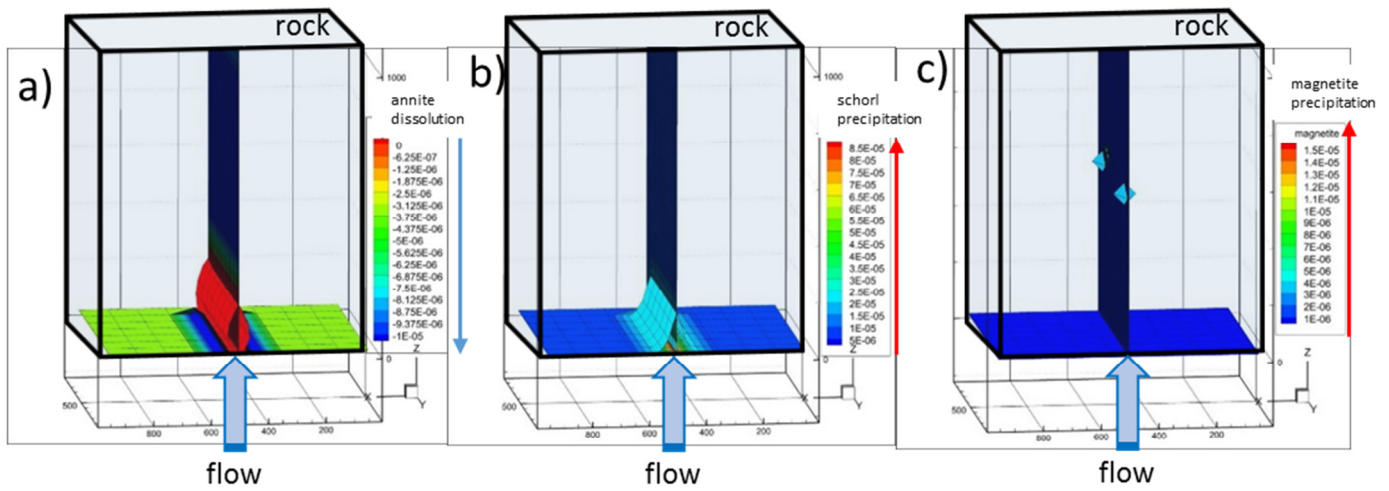 a)
rock
annite
dissolution
0
-6.25E-07
-1.25E-06
-1.875E-06
-2.5E-06
-3.125E-06
-3.75E-06
-4.375E-06
-5E-06
-5.625E-06
-6.25E-06
-6.875E-06
-7.5E-06
-8.125E-06
-8.75E-06
-9.375E-06
-1E-05
1000
0
Z
X
Y
500
800
600
400
200
flow
b)
rock
schorl
precipitation
8.5E-05
8E-05
7.5E-05
7E-05
6.5E-05
6E-05
5.5E-05
5E-05
4.5E-05
4E-05
3.5E-05
3E-05
2.5E-05
2E-05
1.5E-05
1E-05
5E-06
1000
0
Z
X
Y
500
800
600
400
200
flow
c)
rock
magnetite
precipitation
magnetite
1.5E-05
1.4E-05
1.3E-05
1.2E-05
1.1E-05
1E-05
9E-06
8E-06
7E-06
6E-06
5E-06
4E-06
3E-06
2E-06
1E-06
0
Z
X
Y
500
800
600
400
200
flow